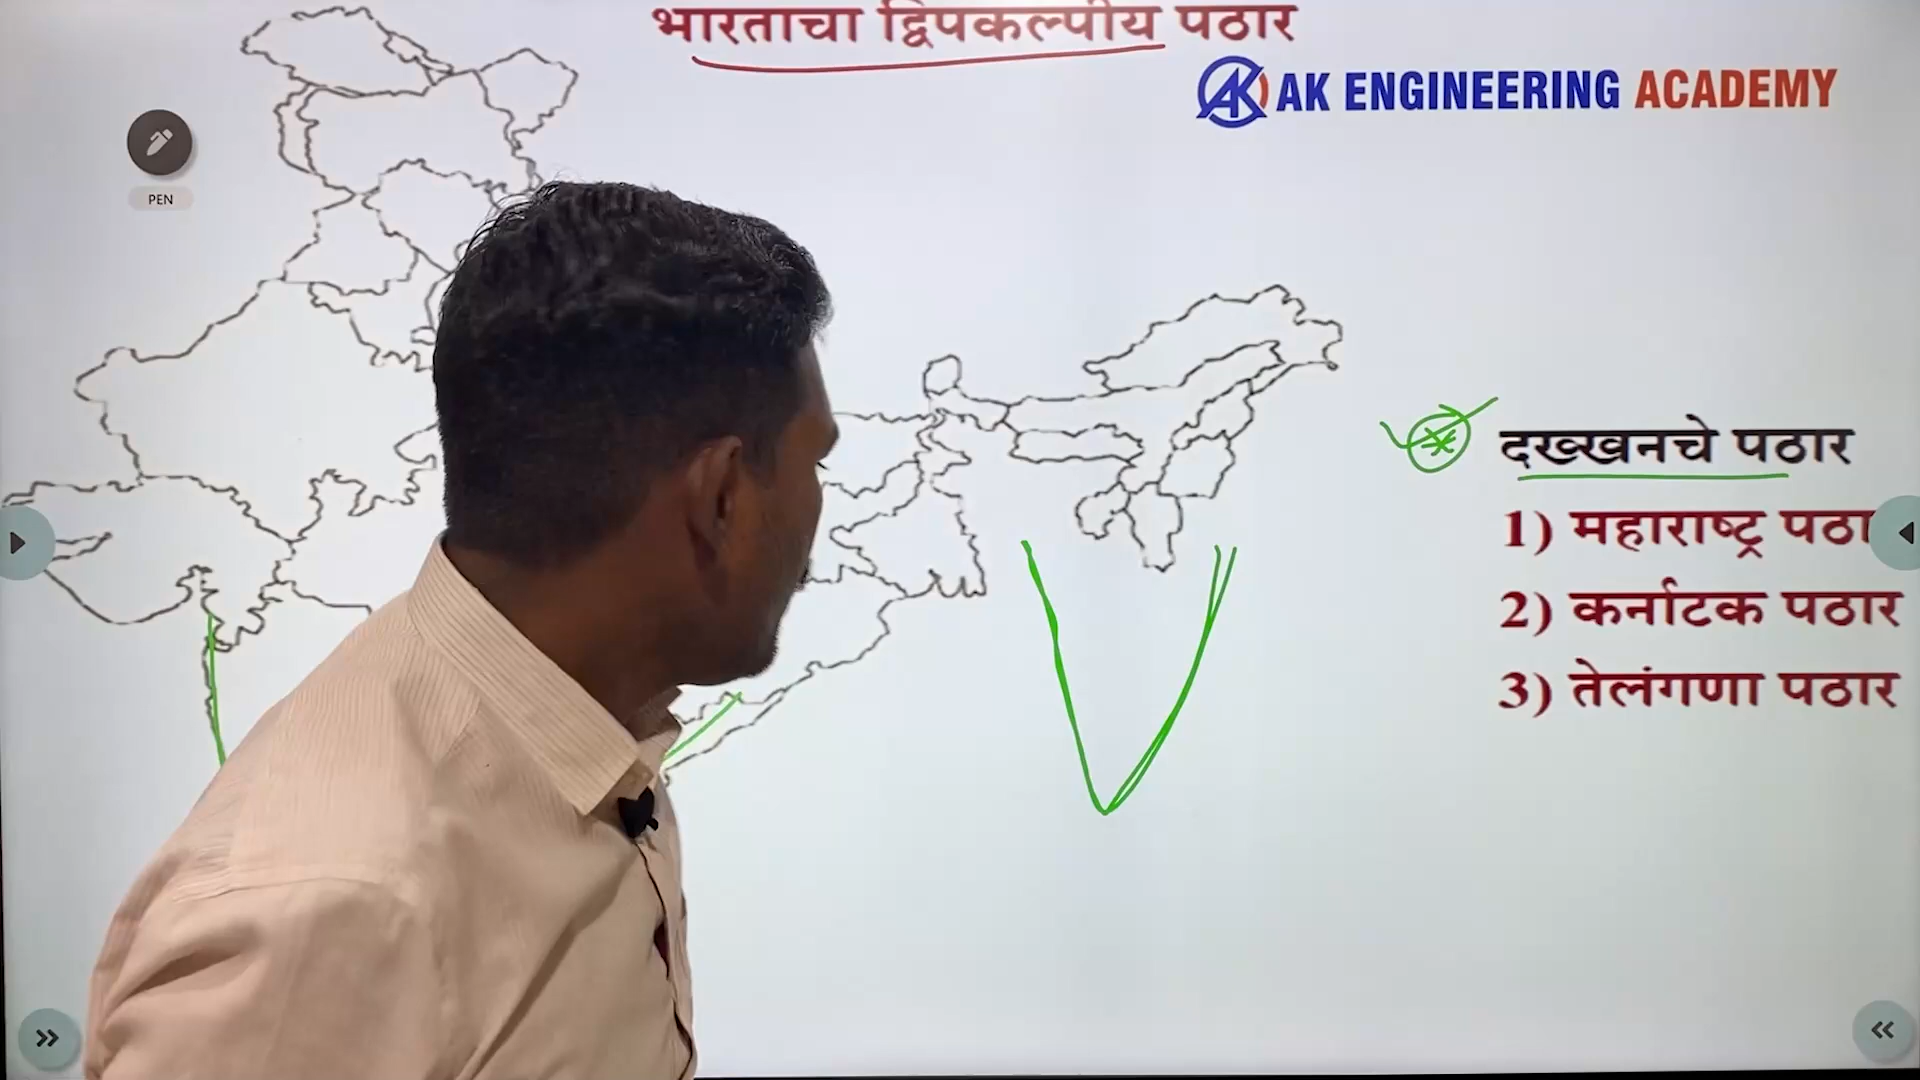 भारताचा द्विपकल्पीय पठार
AK ENGINEERING ACADEMY
PEN
दख्खनचे पठार
1) महाराष्ट्र पठा
2) कर्नाटक पठार
3) तेलंगणा पठार